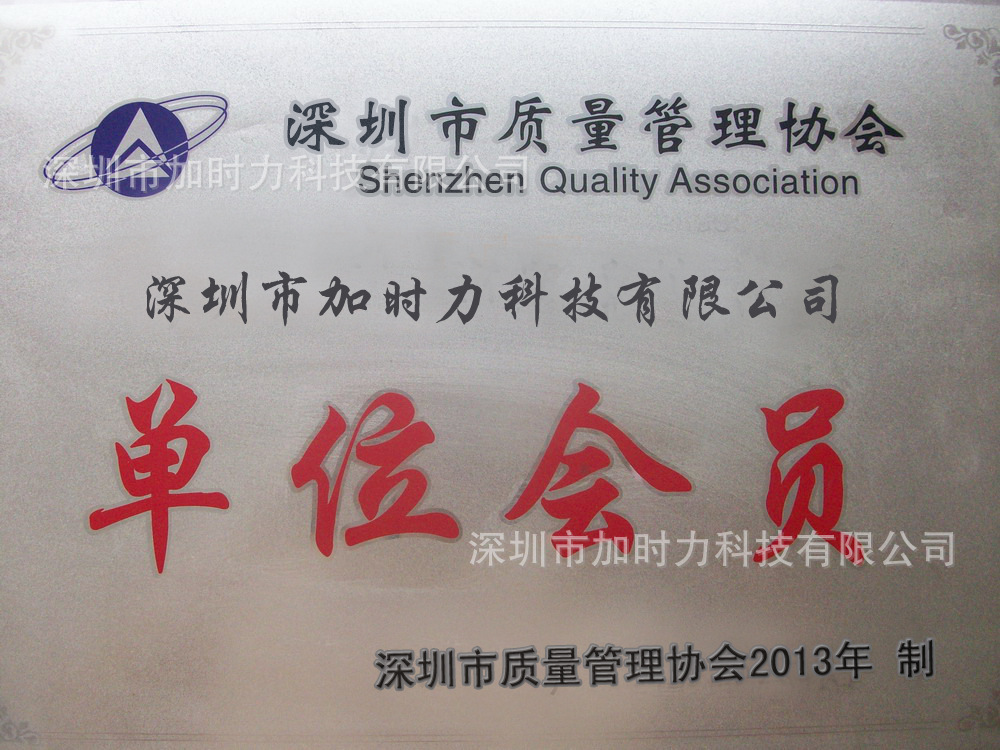 深圳市质量管理协会
深圳市加时力科技有限公司
Shenzhen Quality Association
深圳市加时力科技有限公司
单位会员
深圳市加时力科技有限公司
深圳市质量管理协会2013年 制